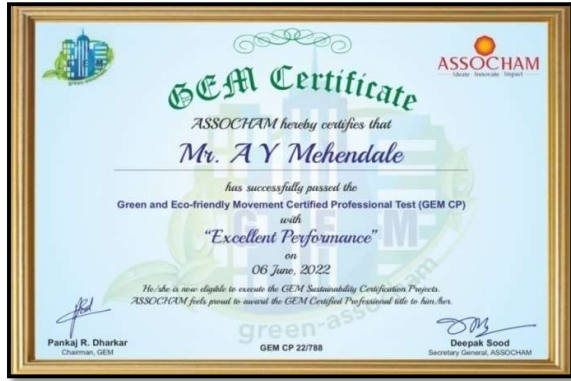 G E M
green-assocham
ASSOCHAM
Ideate Innovate Impact
GEM Certificate
ASSOCHAM hereby certifies that
Mr. A Y Mehendale
has successfully passed the
Green and Eco-friendly Movement Certified Professional Test (GEM CP)
with
"Excellent Performance"
on
06 June, 2022
He/she is now eligible to execute the GEM Sustainability Certification Projects.
ASSOCHAM feels proud to award the GEM Certified Professional title to him/her.
Pankaj R. Dharkar
Chairman, GEM
GEM CP 22/788
Deepak Sood
Secretary General, ASSOCHAM